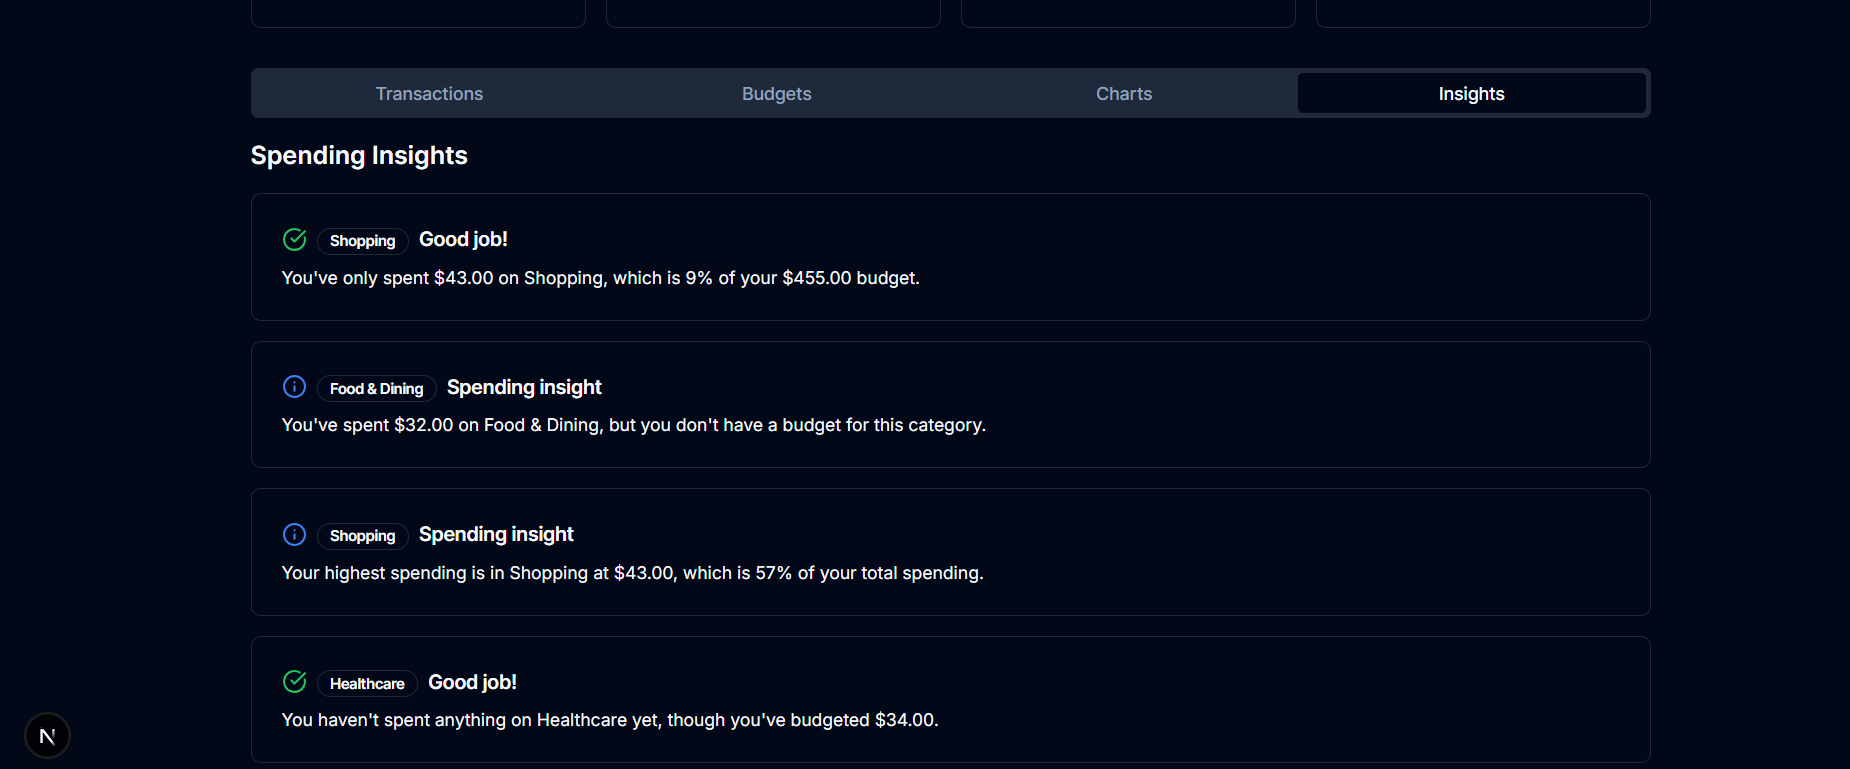 Transactions Budgets Charts Insights
Spending Insights
Shopping Good job!
You've only spent $43.00 on Shopping, which is 9% of your $455.00 budget.
Food & Dining Spending insight
You've spent $32.00 on Food & Dining, but you don't have a budget for this category.
Shopping Spending insight
Your highest spending is in Shopping at $43.00, which is 57% of your total spending.
Healthcare Good job!
You haven't spent anything on Healthcare yet, though you've budgeted $34.00.
N